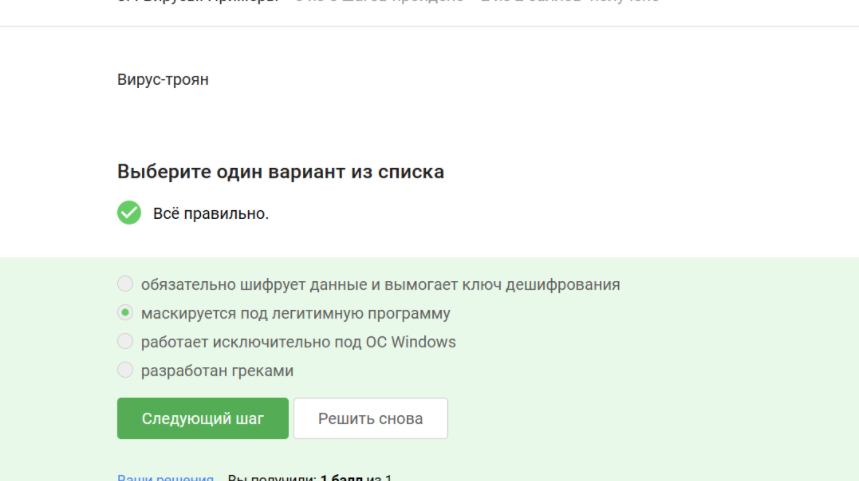 Вирус-троян
Выберите один вариант из списка
Всё правильно.
обязательно шифрует данные и вымогает ключ дешифрования
маскируется под легитимную программу
работает исключительно под ОС Windows
разработан греками
Следующий шаг Решить снова
Ваши решения Вы получили: 1 балл из 1